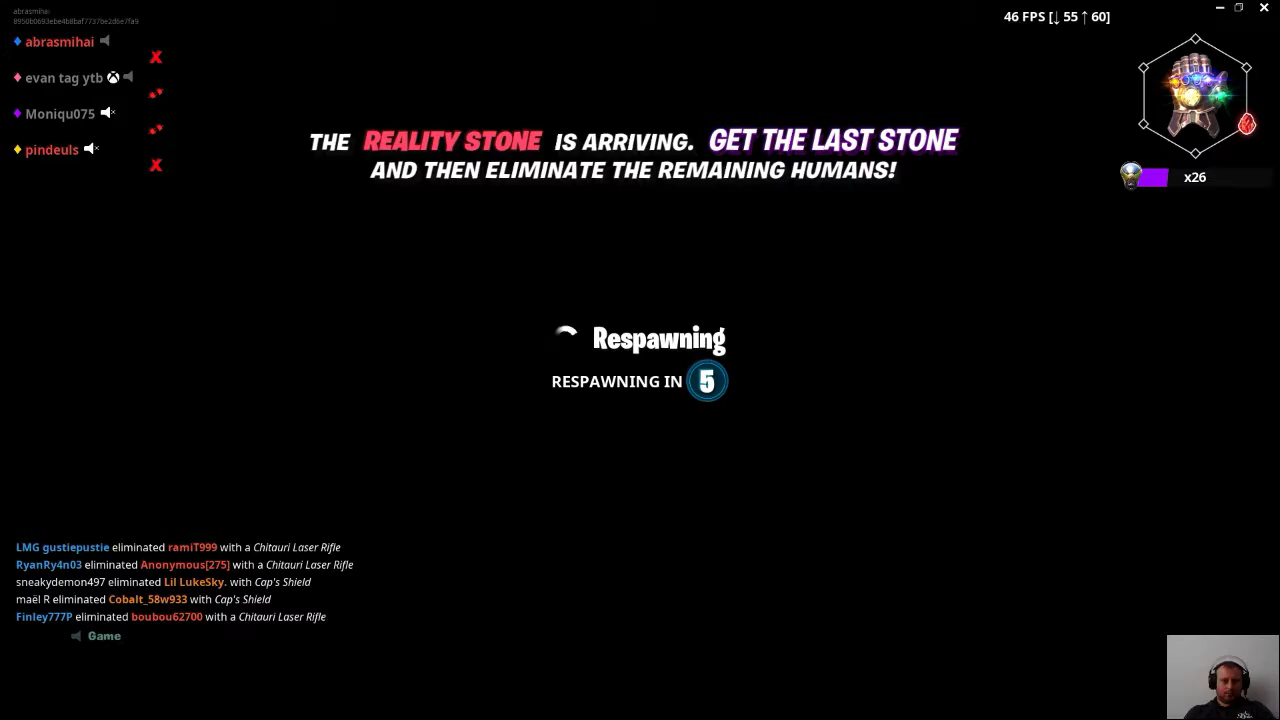 abrasmihai
8950b0693ebe4b8baf7737be2d6e7fa9
46 FPS [↓ 55 ↑ 60]
abrasmihai
X
evan tag ytb
Moniqu075
pindeuls
X
THE REALITY STONE IS ARRIVING. GET THE LAST STONE
AND THEN ELIMINATE THE REMAINING HUMANS!
x26
Respawning
RESPAWNING IN 5
LMG gustiepustie eliminated ramiT999 with a Chitauri Laser Rifle
RyanRy4n03 eliminated Anonymous[275] with a Chitauri Laser Rifle
sneakydemon497 eliminated Lil LukeSky. with Cap's Shield
maël R eliminated Cobalt_58w933 with Cap's Shield
Finley777P eliminated boubou62700 with a Chitauri Laser Rifle
Game